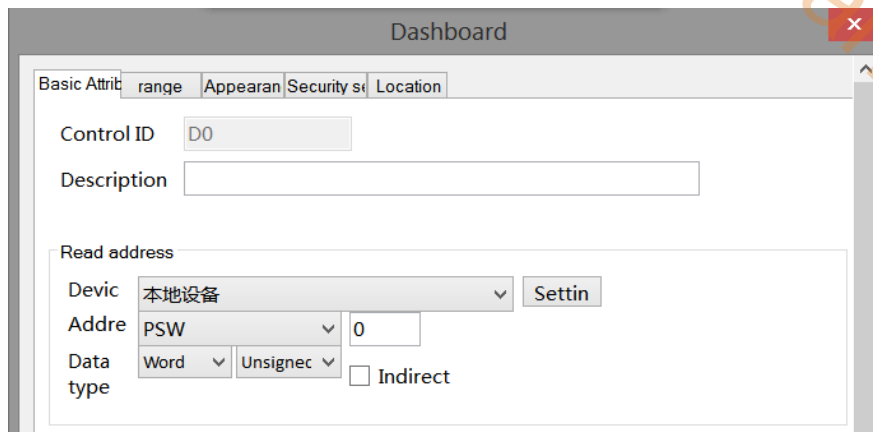 Dashboard
Basic Attrib range Appearan Security se Location
Control ID D0
Description
Read address
Devic 本地设备 Settin
Addre PSW 0
Data type Word Unsignec Indirect